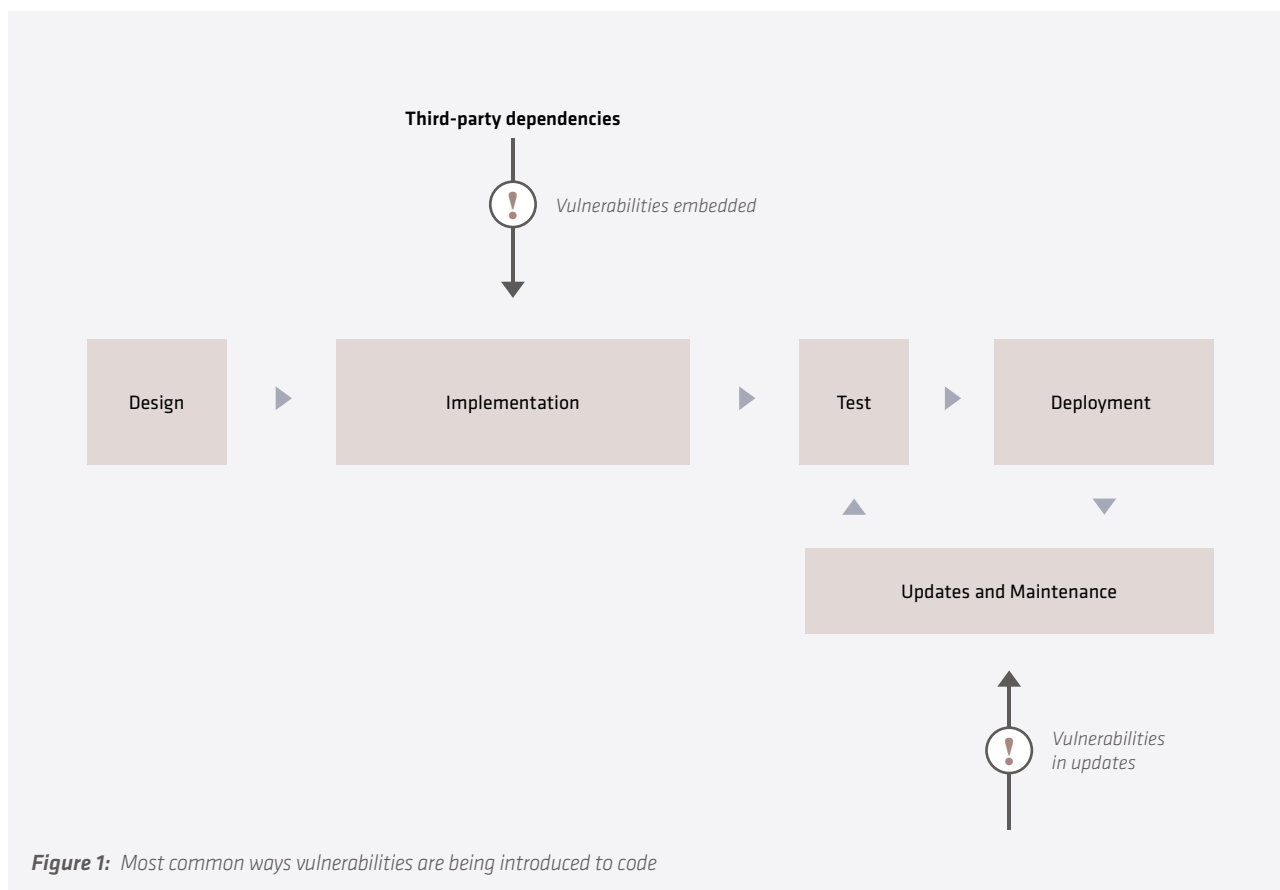 Third-party dependencies
Vulnerabilities embedded
Design
Implementation
Test
Deployment
Updates and Maintenance
Vulnerabilities
in updates
Figure 1: Most common ways vulnerabilities are being introduced to code